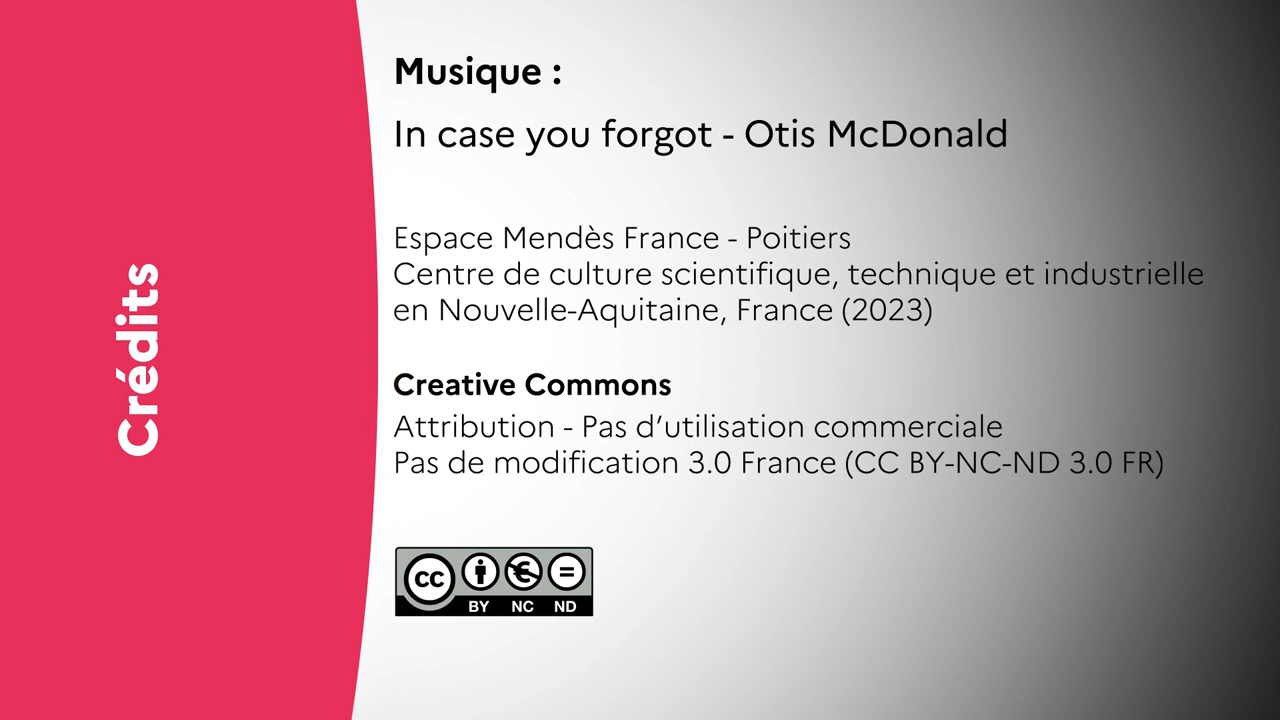 Crédits
Musique :
In case you forgot - Otis McDonald
Espace Mendès France - Poitiers
Centre de culture scientifique, technique et industrielle
en Nouvelle-Aquitaine, France (2023)
Creative Commons
Attribution - Pas d’utilisation commerciale
Pas de modification 3.0 France (CC BY-NC-ND 3.0 FR)
cc
BY NC ND